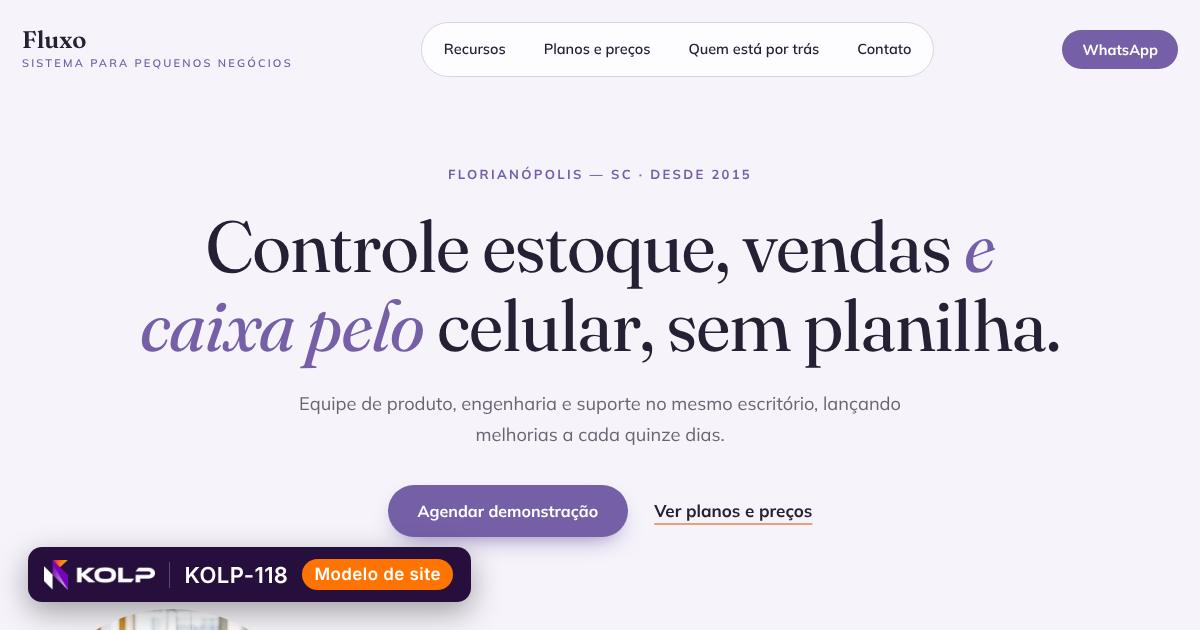 Fluxo
SISTEMA PARA PEQUENOS NEGÓCIOS
Recursos
Planos e preços
Quem está por trás
Contato
WhatsApp
FLORIANÓPOLIS — SC · DESDE 2015
Controle estoque, vendas e
caixa pelo celular, sem planilha.
Equipe de produto, engenharia e suporte no mesmo escritório, lançando
melhorias a cada quinze dias.
Agendar demonstração
Ver planos e preços
KOLP
KOLP-118
Modelo de site